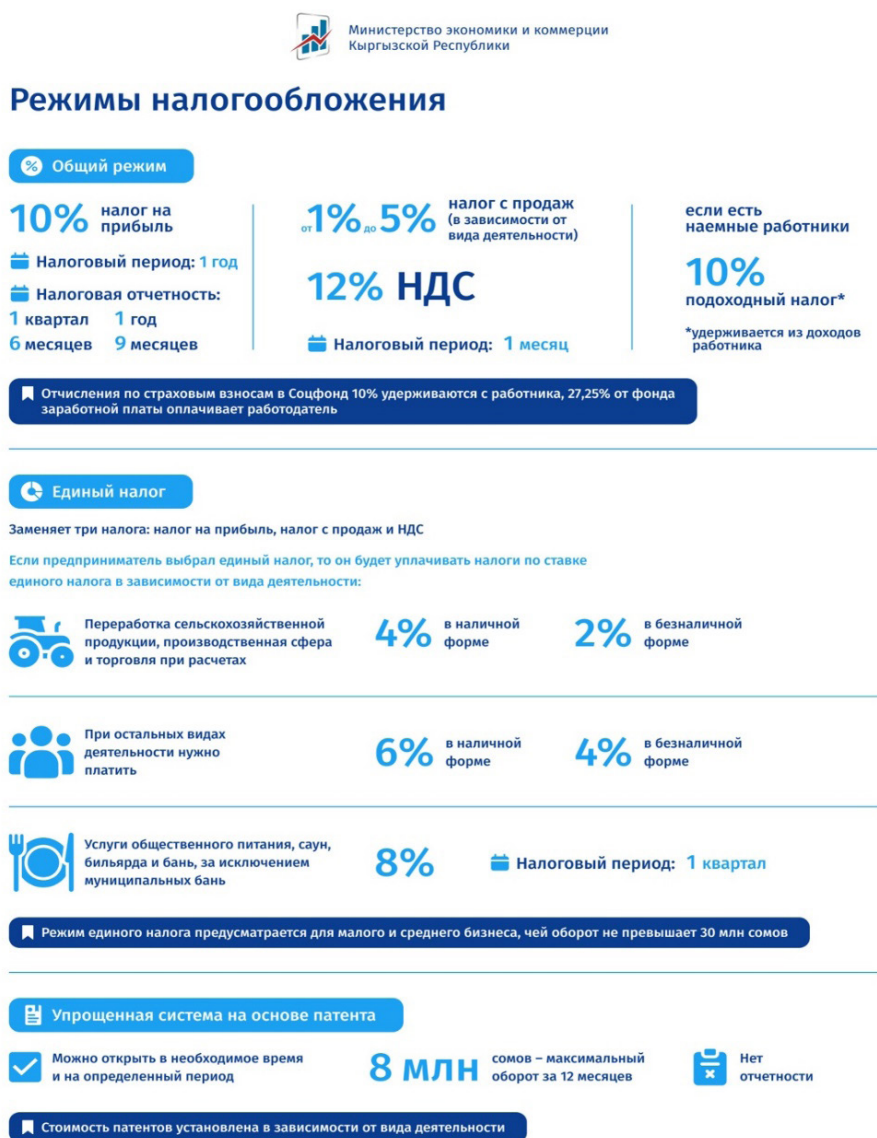 Министерство экономики и коммерции
Кыргызской Республики
Режимы налогообложения
Общий режим
10% налог на
прибыль
Налоговый период: 1 год
Налоговая отчетность:
1 квартал 1 год
6 месяцев 9 месяцев
от 1% до 5% налог с продаж
(в зависимости от
вида деятельности)
12% НДС
Налоговый период: 1 месяц
если есть
наемные работники
10%
подоходный налог*
*удерживается из доходов
работника
Отчисления по страховым взносам в Соцфонд 10% удерживаются с работника, 27,25% от фонда
заработной платы оплачивает работодатель
Единый налог
Заменяет три налога: налог на прибыль, налог с продаж и НДС
Если предприниматель выбрал единый налог, то он будет уплачивать налоги по ставке
единого налога в зависимости от вида деятельности:
Переработка сельскохозяйственной
продукции, производственная сфера
и торговля при расчетах
4% в наличной
форме
2% в безналичной
форме
При остальных видах
деятельности нужно
платить
6% в наличной
форме
4% в безналичной
форме
Услуги общественного питания, саун,
бильярда и бань, за исключением
муниципальных бань
8%
Налоговый период: 1 квартал
Режим единого налога предусматрается для малого и среднего бизнеса, чей оборот не превышает 30 млн сомов
Упрощенная система на основе патента
Можно открыть в необходимое время
и на определенный период
8 млн сомов – максимальный
оборот за 12 месяцев
Нет
отчетности
Стоимость патентов установлена в зависимости от вида деятельности